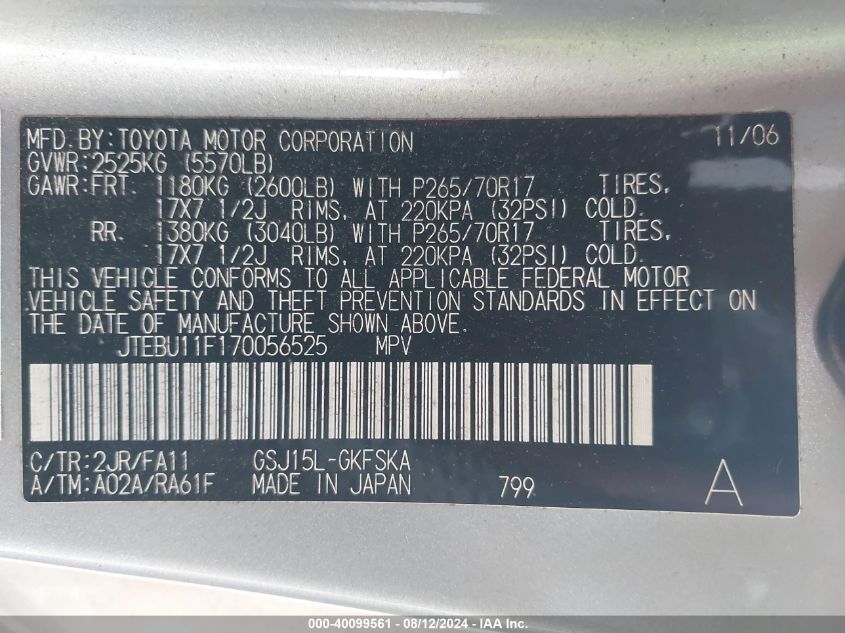 MFD. BY: TOYOTA MOTOR CORPORATION 11/06
GVWR: 2525KG (5570LB)
GAWR: FRT. 1180KG (2600LB) WITH P265/70R17 TIRES,
17X7 1/2J RIMS, AT 220KPA (32PSI) COLD.
RR. 1380KG (3040LB) WITH P265/70R17 TIRES,
17X7 1/2J RIMS, AT 220KPA (32PSI) COLD.
THIS VEHICLE CONFORMS TO ALL APPLICABLE FEDERAL MOTOR
VEHICLE SAFETY AND THEFT PREVENTION STANDARDS IN EFFECT ON
THE DATE OF MANUFACTURE SHOWN ABOVE.
JTEBU11F170056525 MPV
C/TR: 2JR/FA11 GSJ15L-GKFSKA
A/TM: A02A/RA61F MADE IN JAPAN 799 A
000-40099561 - 08/12/2024 - IAA Inc.